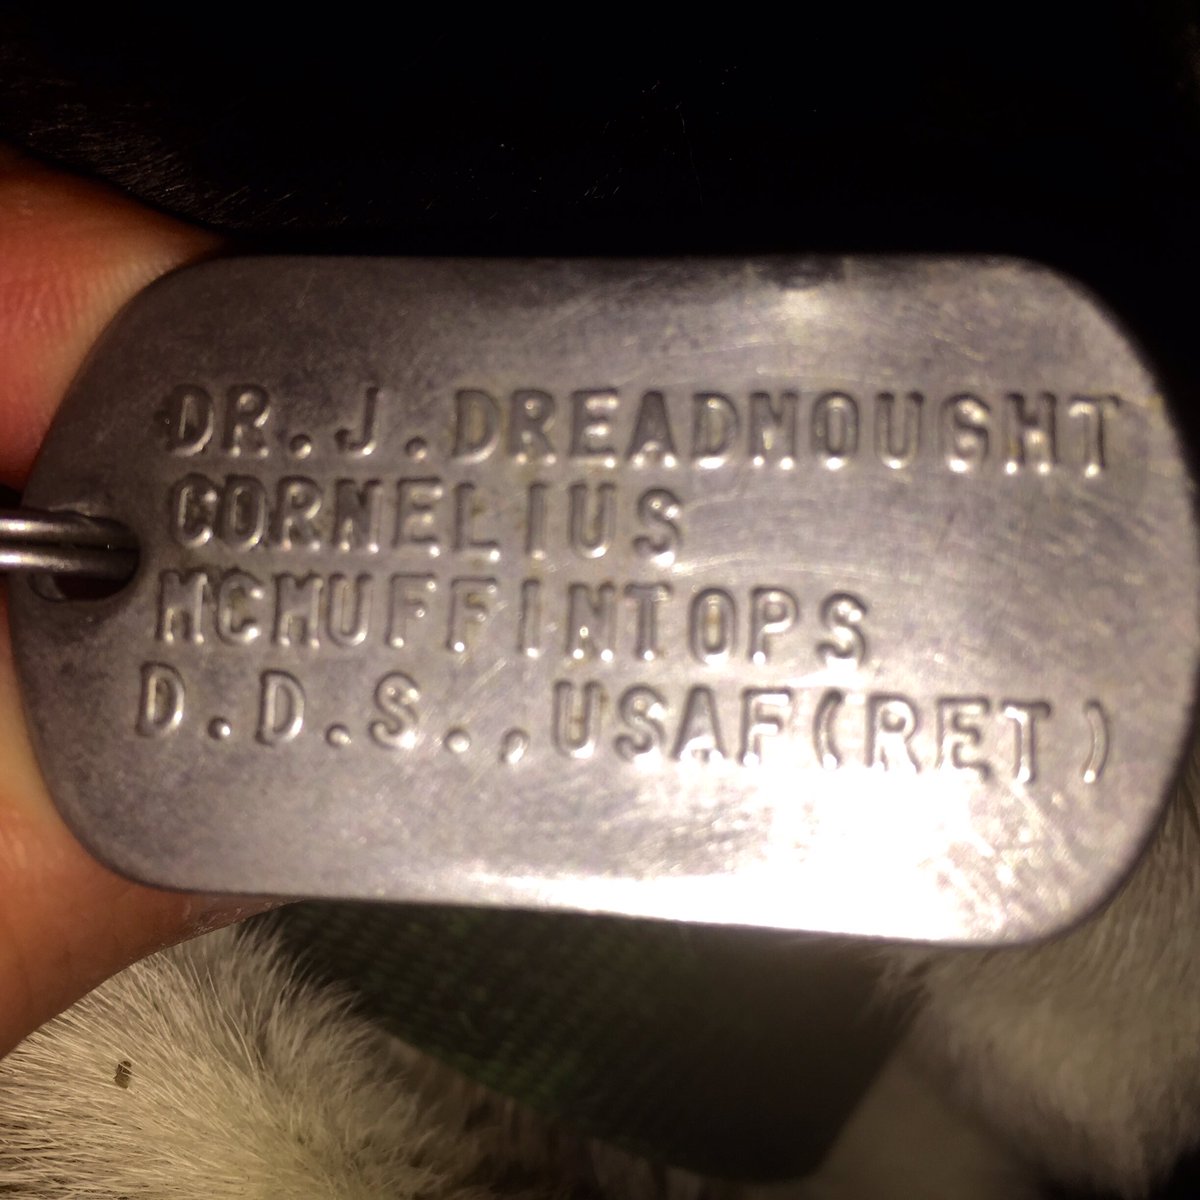 DR.J.DREADNOUGHT
CORNELIUS
MCMUFFINTOPS
D.D.S.,USAF(RET)